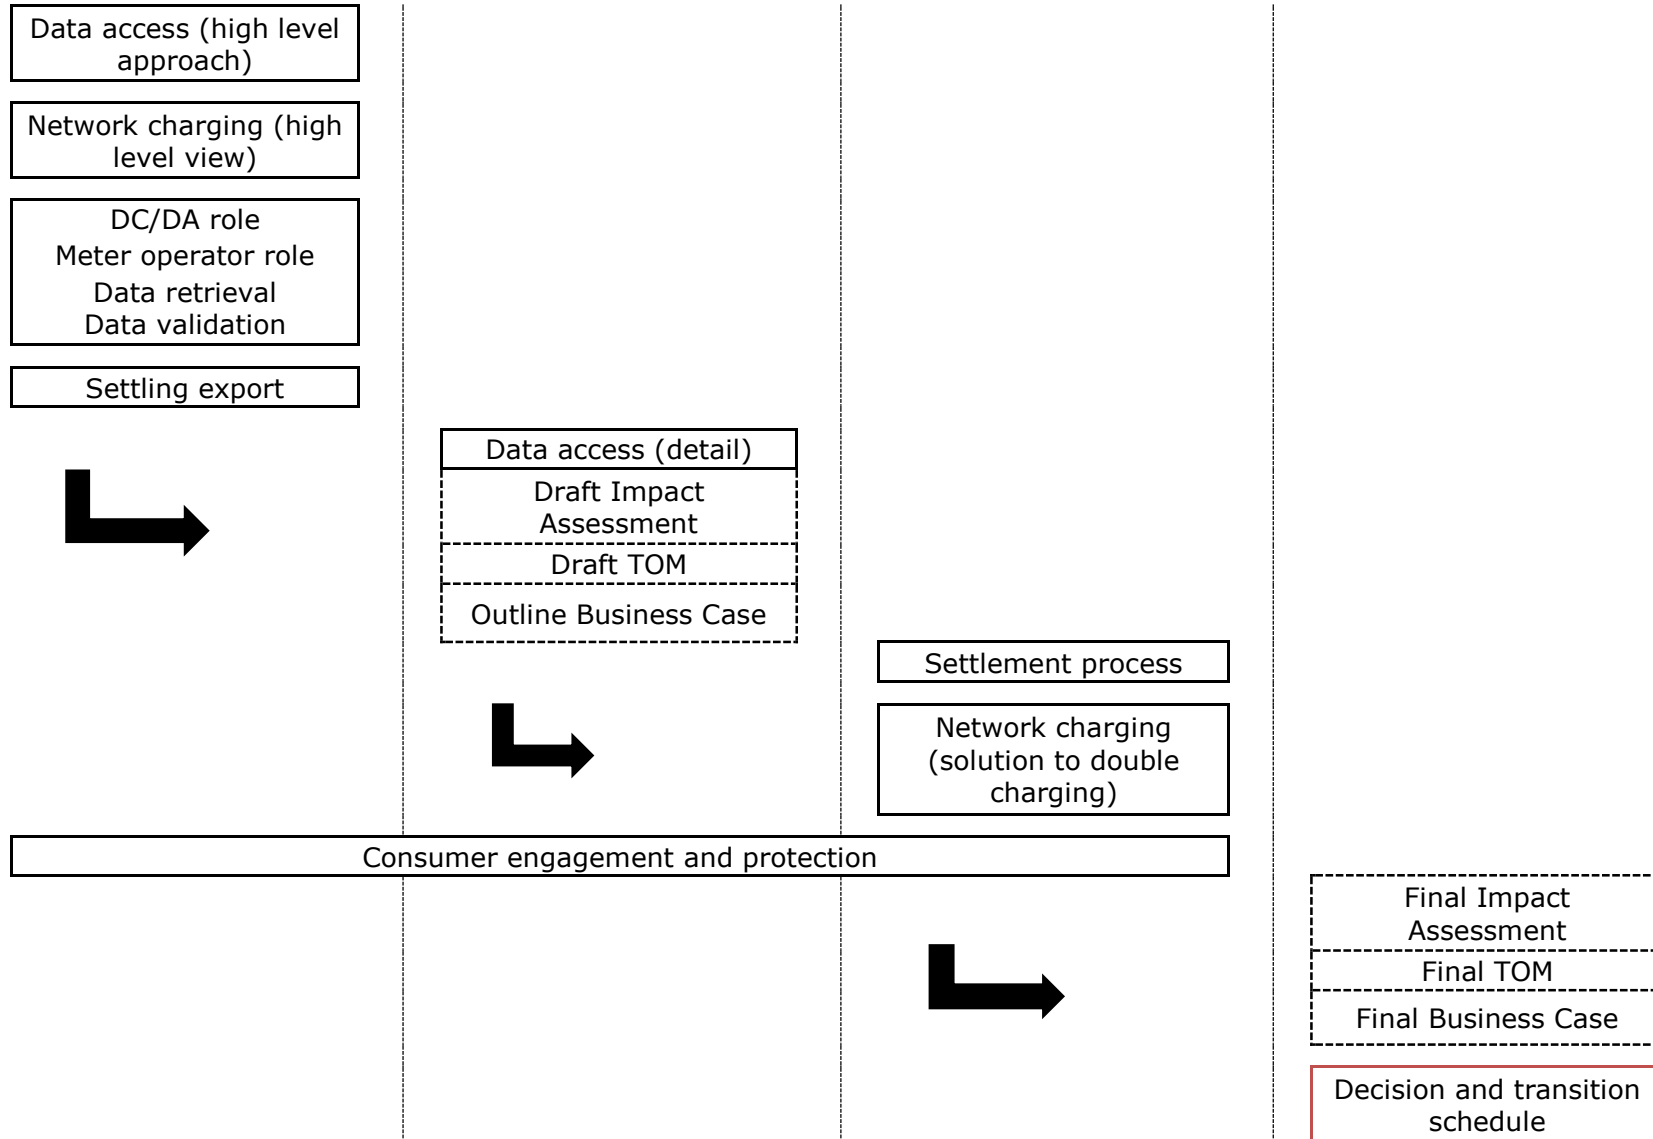 Data access (high level
approach)
Network charging (high
level view)
DC/DA role
Meter operator role
Data retrieval
Data validation
Settling export
Data access (detail)
Draft Impact
Assessment
Draft TOM
Outline Business Case
Settlement process
Network charging
(solution to double
charging)
Consumer engagement and protection
Final Impact
Assessment
Final TOM
Final Business Case
Decision and transition
schedule